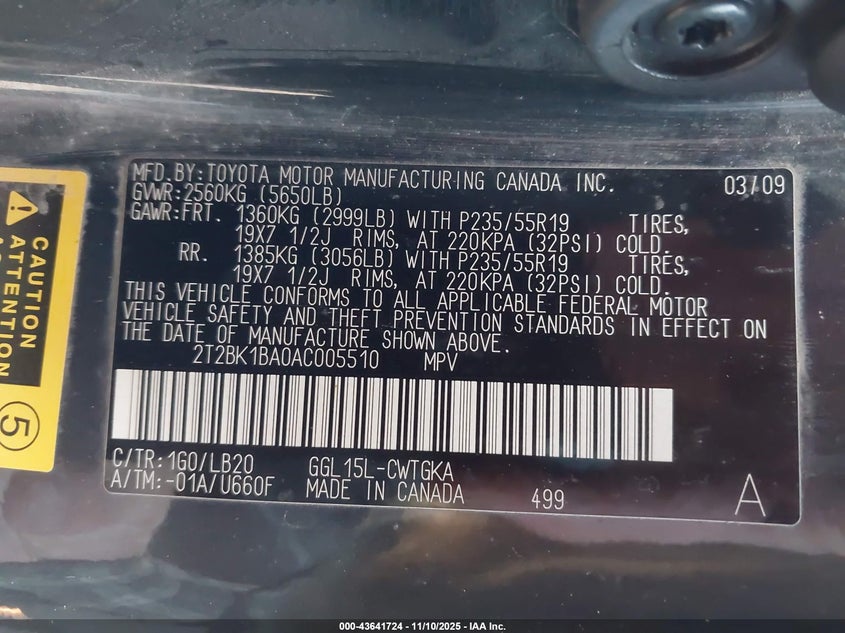 MFD.BY:TOYOTA MOTOR MANUFACTURING CANADA INC. 03/09
GVWR:2560KG (5650LB)
GAWR:FRT. 1360KG (2999LB) WITH P235/55R19 TIRES,
19X7 1/2J RIMS, AT 220KPA (32PSI) COLD.
RR. 1385KG (3056LB) WITH P235/55R19 TIRES,
19X7 1/2J RIMS, AT 220KPA (32PSI) COLD.
THIS VEHICLE CONFORMS TO ALL APPLICABLE FEDERAL MOTOR
VEHICLE SAFETY AND THEFT PREVENTION STANDARDS IN EFFECT ON
THE DATE OF MANUFACTURE SHOWN ABOVE.
2T2BK1BA0AC005510 MPV
C/TR:1G0/LB20 GGL15L-CWTGKA
A/TM:-01A/U660F MADE IN CANADA 499 A
CAUTION
ATTENTION
5
000-43641724 - 11/10/2025 - IAA Inc.